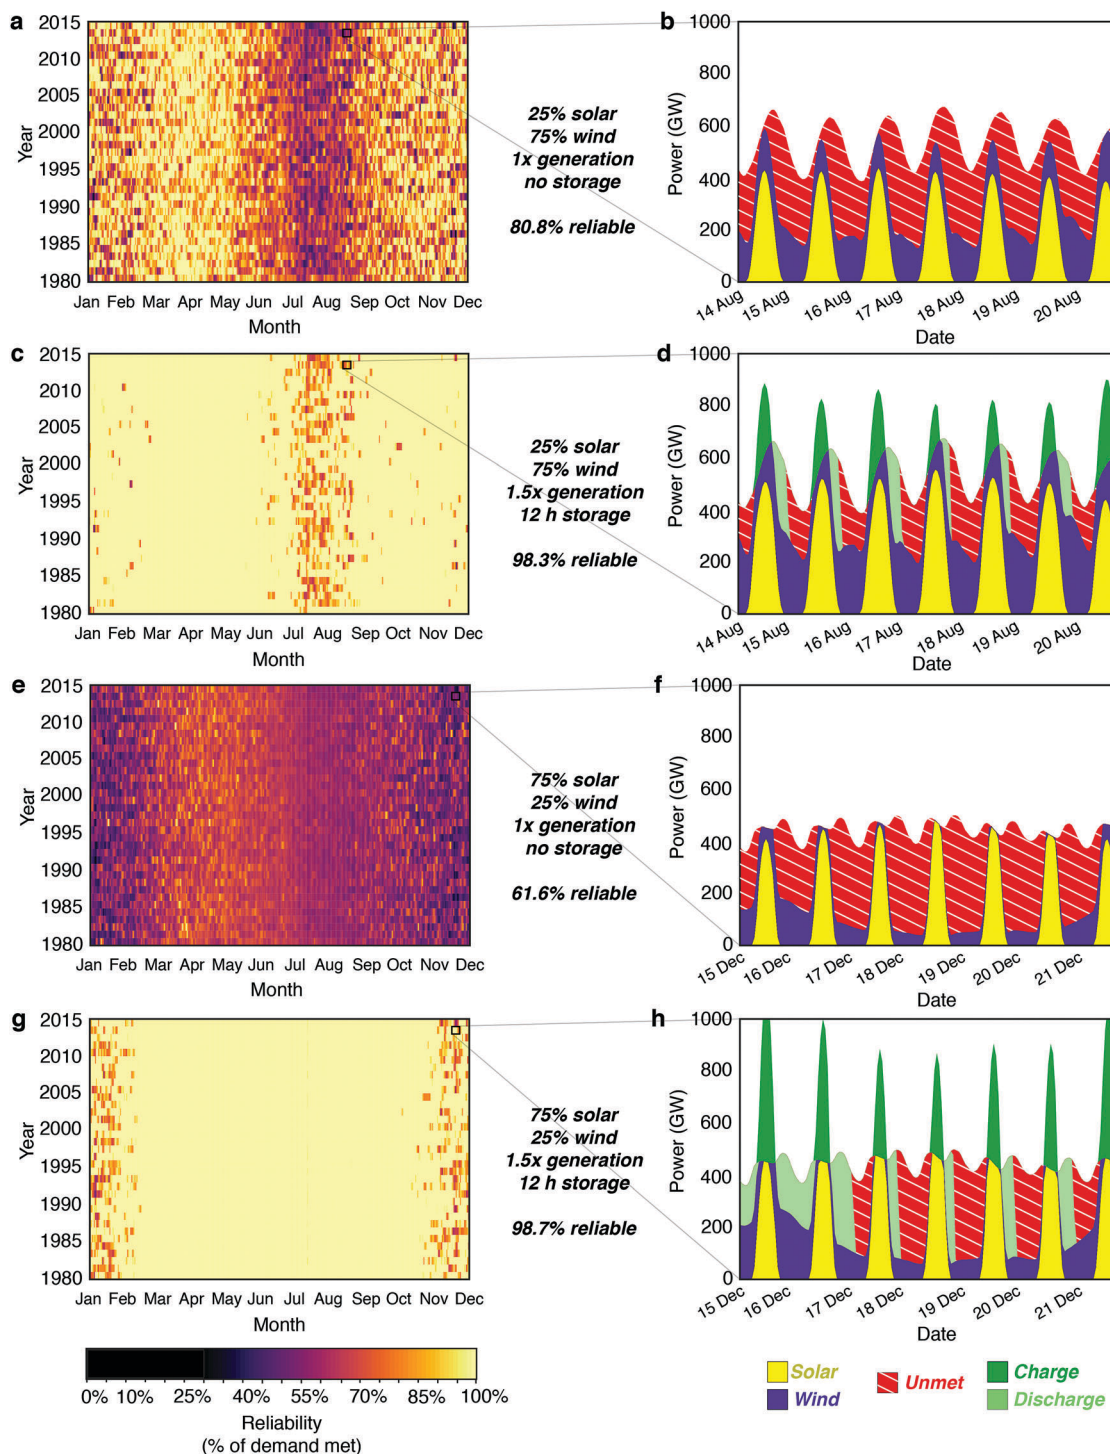 a
2015
2010
2005
2000
1995
1990
1985
1980
Year
Jan Feb Mar Apr May Jun Jul Aug Sep Oct Nov Dec
Month
25% solar
75% wind
1x generation
no storage
80.8% reliable
b
1000
800
600
400
200
0
Power (GW)
14 Aug 15 Aug 16 Aug 17 Aug 18 Aug 19 Aug 20 Aug
Date
c
2015
2010
2005
2000
1995
1990
1985
1980
Year
Jan Feb Mar Apr May Jun Jul Aug Sep Oct Nov Dec
Month
25% solar
75% wind
1.5x generation
12 h storage
98.3% reliable
d
1000
800
600
400
200
0
Power (GW)
14 Aug 15 Aug 16 Aug 17 Aug 18 Aug 19 Aug 20 Aug
Date
e
2015
2010
2005
2000
1995
1990
1985
1980
Year
Jan Feb Mar Apr May Jun Jul Aug Sep Oct Nov Dec
Month
75% solar
25% wind
1x generation
no storage
61.6% reliable
f
1000
800
600
400
200
0
Power (GW)
15 Dec 16 Dec 17 Dec 18 Dec 19 Dec 20 Dec 21 Dec
Date
g
2015
2010
2005
2000
1995
1990
1985
1980
Year
Jan Feb Mar Apr May Jun Jul Aug Sep Oct Nov Dec
Month
75% solar
25% wind
1.5x generation
12 h storage
98.7% reliable
h
1000
800
600
400
200
0
Power (GW)
15 Dec 16 Dec 17 Dec 18 Dec 19 Dec 20 Dec 21 Dec
Date
0% 10% 25% 40% 55% 70% 85% 100%
Reliability
(% of demand met)
Solar
Wind
Unmet
Charge
Discharge